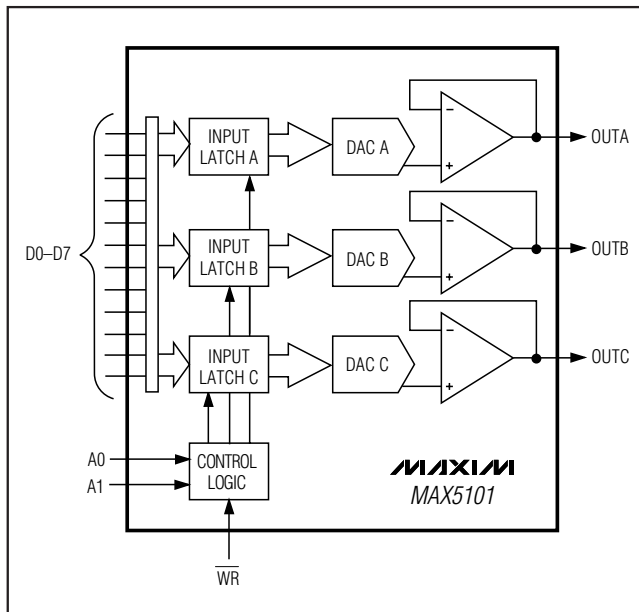 INPUT
LATCH A
DAC A
−
+
OUTA
D0–D7
INPUT
LATCH B
DAC B
−
+
OUTB
INPUT
LATCH C
DAC C
−
+
OUTC
A0
A1
CONTROL
LOGIC
MAXIM
MAX5101
W̅R̅